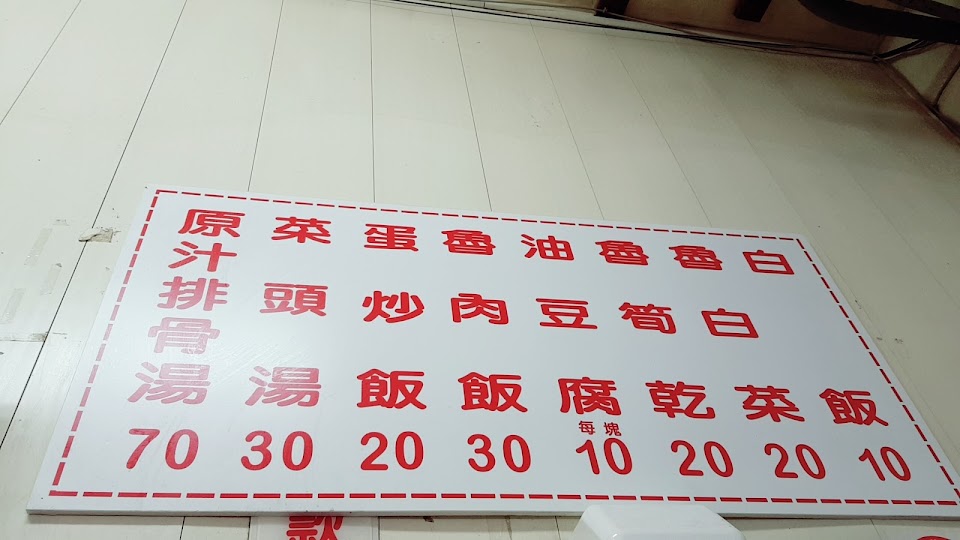 白飯 10
魯白菜 20
魯筍乾 20
油豆腐 每塊 10
魯肉飯 30
蛋炒飯 20
菜頭湯 30
原汁排骨湯 70
款